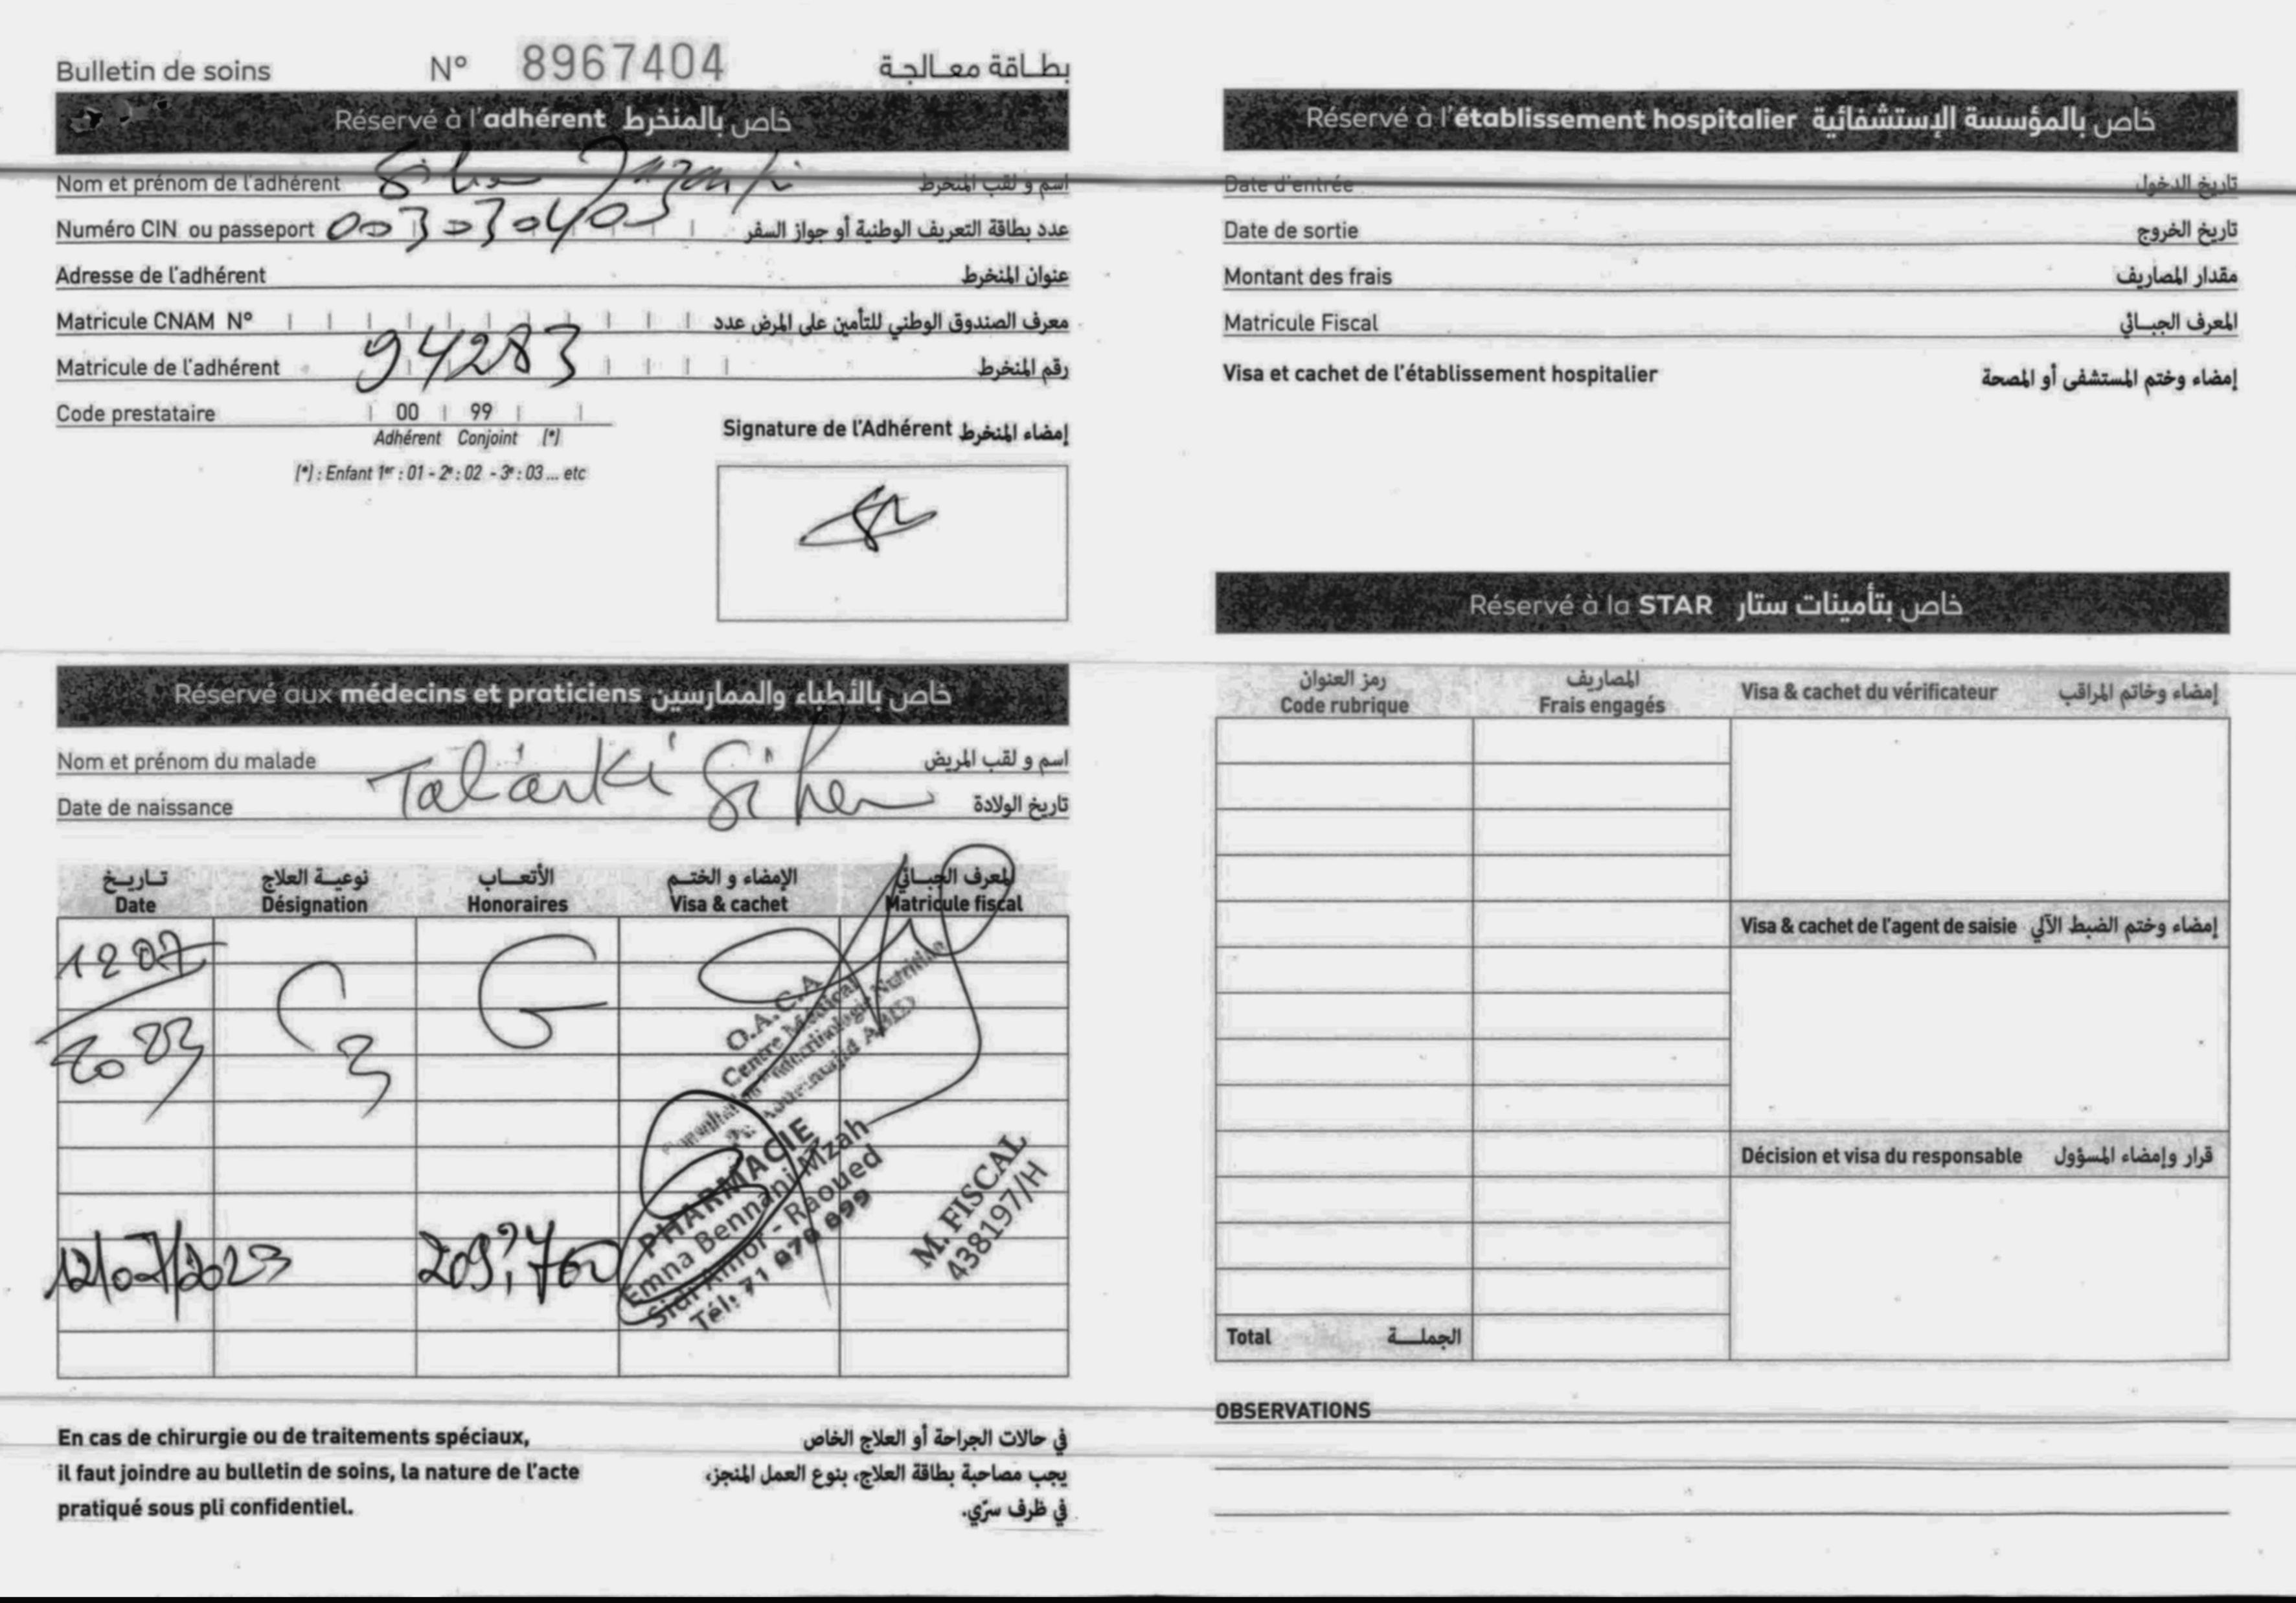 Bulletin de soins N° 8967404 بطاقة معالجة
Réservé à l'adhérent خاص بالمنخرط
Nom et prénom de l'adhérent Sihem اسم و لقب المنخرط
Numéro CIN ou passeport 00303403 عدد بطاقة التعريف الوطنية أو جواز السفر
Adresse de l'adhérent عنوان المنخرط
Matricule CNAM N° معرف الصندوق الوطني للتأمين على المرض عدد
Matricule de l'adhérent 94283 رقم المنخرط
Code prestataire 00 99
Adhérent Conjoint (*)
(*) : Enfant 1er : 01 - 2e : 02 - 3e : 03 ... etc
Signature de l'Adhérent إمضاء المنخرط
Réservé aux médecins et praticiens خاص بالأطباء والممارسين
Nom et prénom du malade اسم و لقب المريض
Talarki Sihem
Date de naissance تاريخ الولادة
تـاريـخ نوعيـة العلاج الأتعـاب الإمضاء و الختـم المعرف الجبـائي
Date Désignation Honoraires Visa & cachet Matricule fiscal
12 07
2023
C3 G
O.A.C.A
Centre Médical
PHARMACIE
Emna Bennani Mzah
Sidi Amor - Raoued
Tél: 71 070 099
M. FISCAL
438197/H
12/07/2023 209,760
En cas de chirurgie ou de traitements spéciaux,
il faut joindre au bulletin de soins, la nature de l'acte
pratiqué sous pli confidentiel.
في حالات الجراحة أو العلاج الخاص
يجب مصاحبة بطاقة العلاج، بنوع العمل المنجز،
في ظرف سرّي.
Réservé à l'établissement hospitalier خاص بالمؤسسة الإستشفائية
Date d'entrée تاريخ الدخول
Date de sortie تاريخ الخروج
Montant des frais مقدار المصاريف
Matricule Fiscal المعرف الجبـائي
Visa et cachet de l'établissement hospitalier إمضاء وختم المستشفى أو المصحة
Réservé à la STAR خاص بتأمينات ستار
رمز العنوان المصاريف
Code rubrique Frais engagés
Visa & cachet du vérificateur إمضاء وخاتم المراقب
Visa & cachet de l'agent de saisie إمضاء وختم الضبط الآلي
Décision et visa du responsable قرار وإمضاء المسؤول
Total الجملـــة
OBSERVATIONS